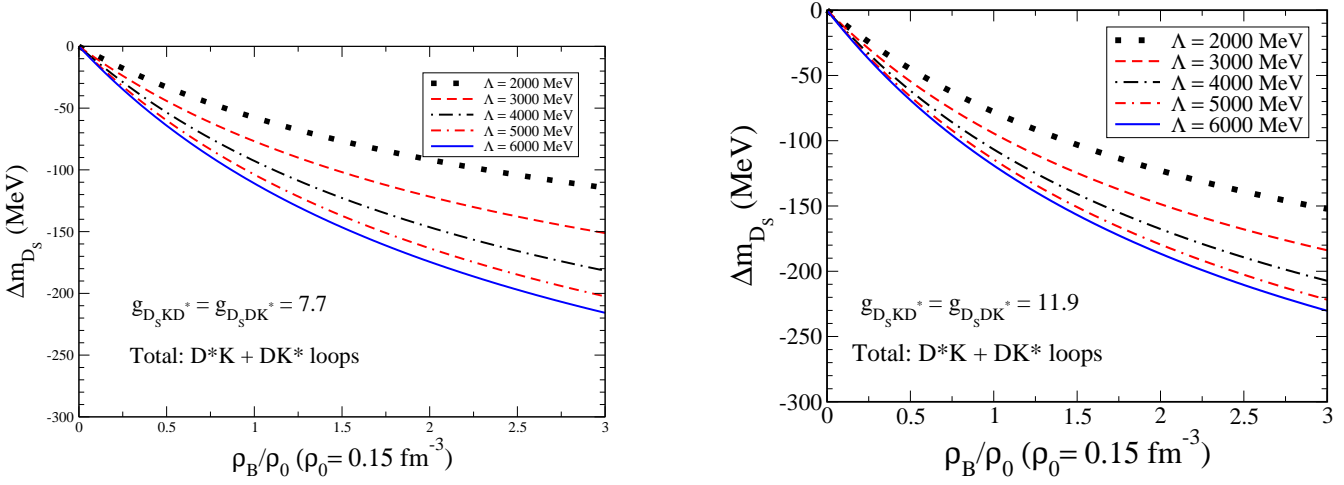 0
-50
-100
-150
-200
-250
-300
Δm_{D_s} (MeV)
Λ = 2000 MeV
Λ = 3000 MeV
Λ = 4000 MeV
Λ = 5000 MeV
Λ = 6000 MeV
g_{D_sKD^*} = g_{D_sDK^*} = 7.7
Total: D*K + DK* loops
0 0.5 1 1.5 2 2.5 3
ρ_B/ρ_0 (ρ_0= 0.15 fm^{-3})
0
-50
-100
-150
-200
-250
-300
Δm_{D_s} (MeV)
Λ = 2000 MeV
Λ = 3000 MeV
Λ = 4000 MeV
Λ = 5000 MeV
Λ = 6000 MeV
g_{D_sKD^*} = g_{D_sDK^*} = 11.9
Total: D*K + DK* loops
0 0.5 1 1.5 2 2.5 3
ρ_B/ρ_0 (ρ_0= 0.15 fm^{-3})